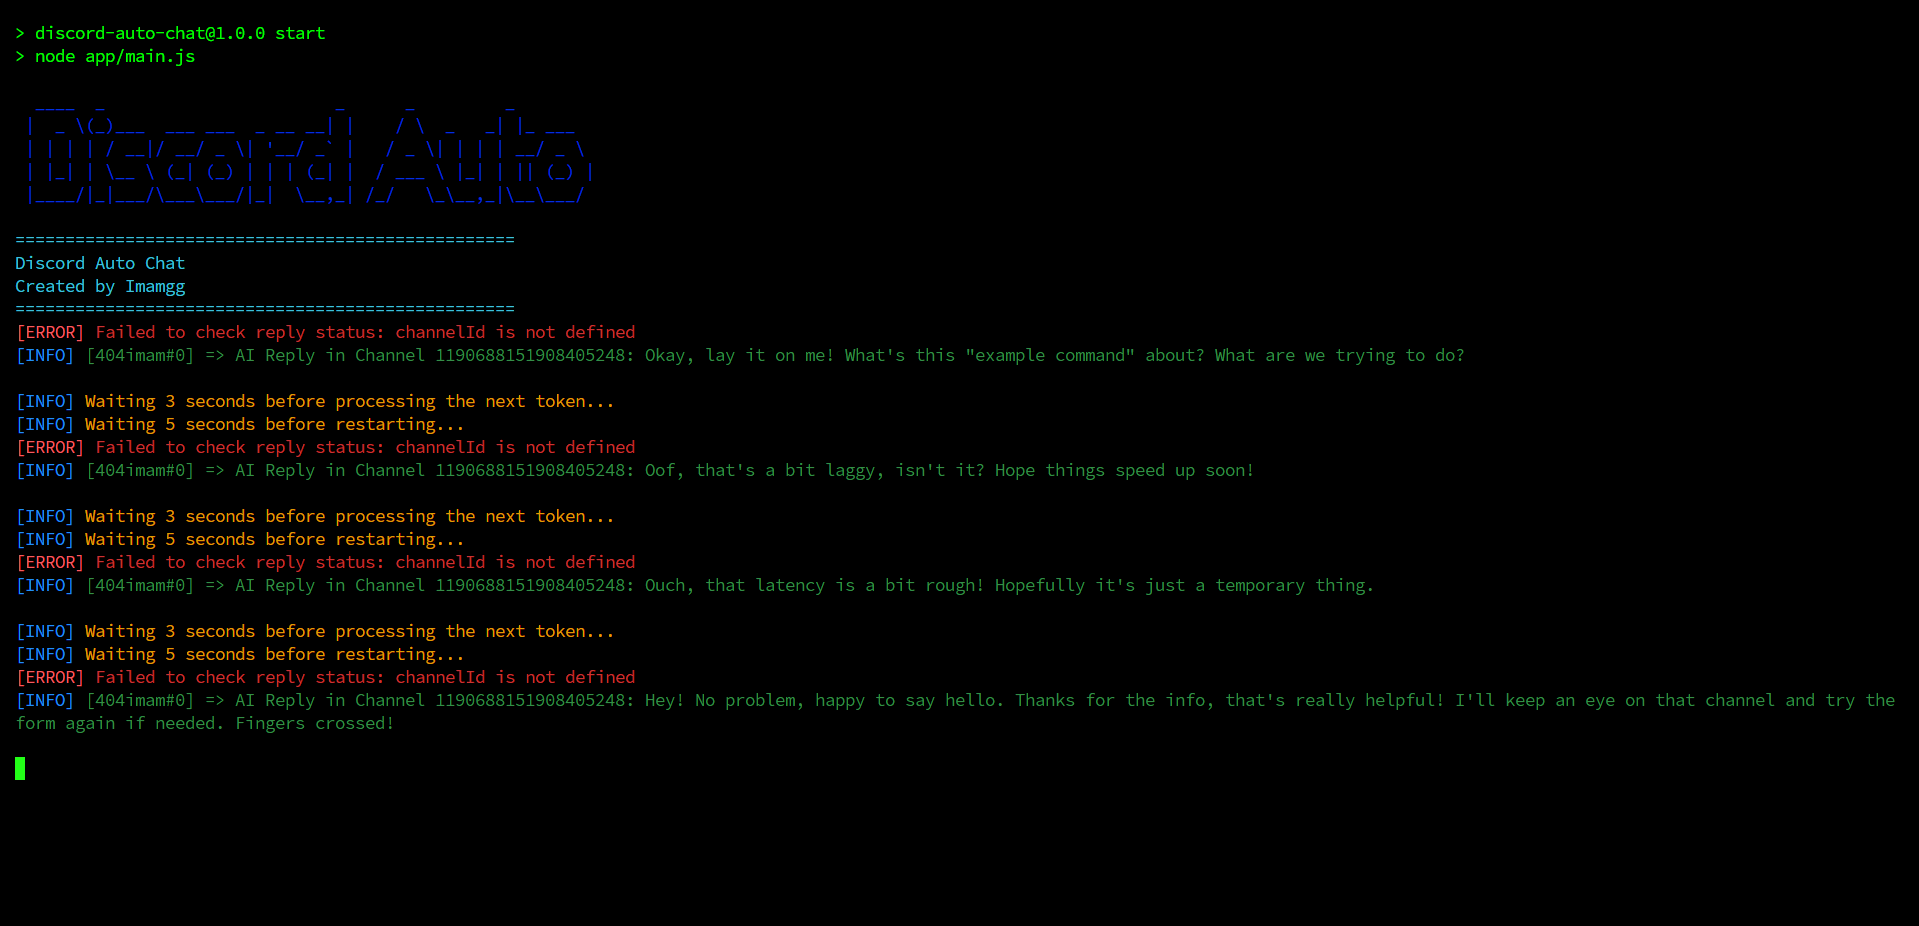 > discord-auto-chat@1.0.0 start
> node app/main.js
Discord Auto
==================================================
Discord Auto Chat
Created by Imamgg
==================================================
[ERROR] Failed to check reply status: channelId is not defined
[INFO] [404imam#0] => AI Reply in Channel 1190688151908405248: Okay, lay it on me! What's this "example command" about? What are we trying to do?
[INFO] Waiting 3 seconds before processing the next token...
[INFO] Waiting 5 seconds before restarting...
[ERROR] Failed to check reply status: channelId is not defined
[INFO] [404imam#0] => AI Reply in Channel 1190688151908405248: Oof, that's a bit laggy, isn't it? Hope things speed up soon!
[INFO] Waiting 3 seconds before processing the next token...
[INFO] Waiting 5 seconds before restarting...
[ERROR] Failed to check reply status: channelId is not defined
[INFO] [404imam#0] => AI Reply in Channel 1190688151908405248: Ouch, that latency is a bit rough! Hopefully it's just a temporary thing.
[INFO] Waiting 3 seconds before processing the next token...
[INFO] Waiting 5 seconds before restarting...
[ERROR] Failed to check reply status: channelId is not defined
[INFO] [404imam#0] => AI Reply in Channel 1190688151908405248: Hey! No problem, happy to say hello. Thanks for the info, that's really helpful! I'll keep an eye on that channel and try the
form again if needed. Fingers crossed!